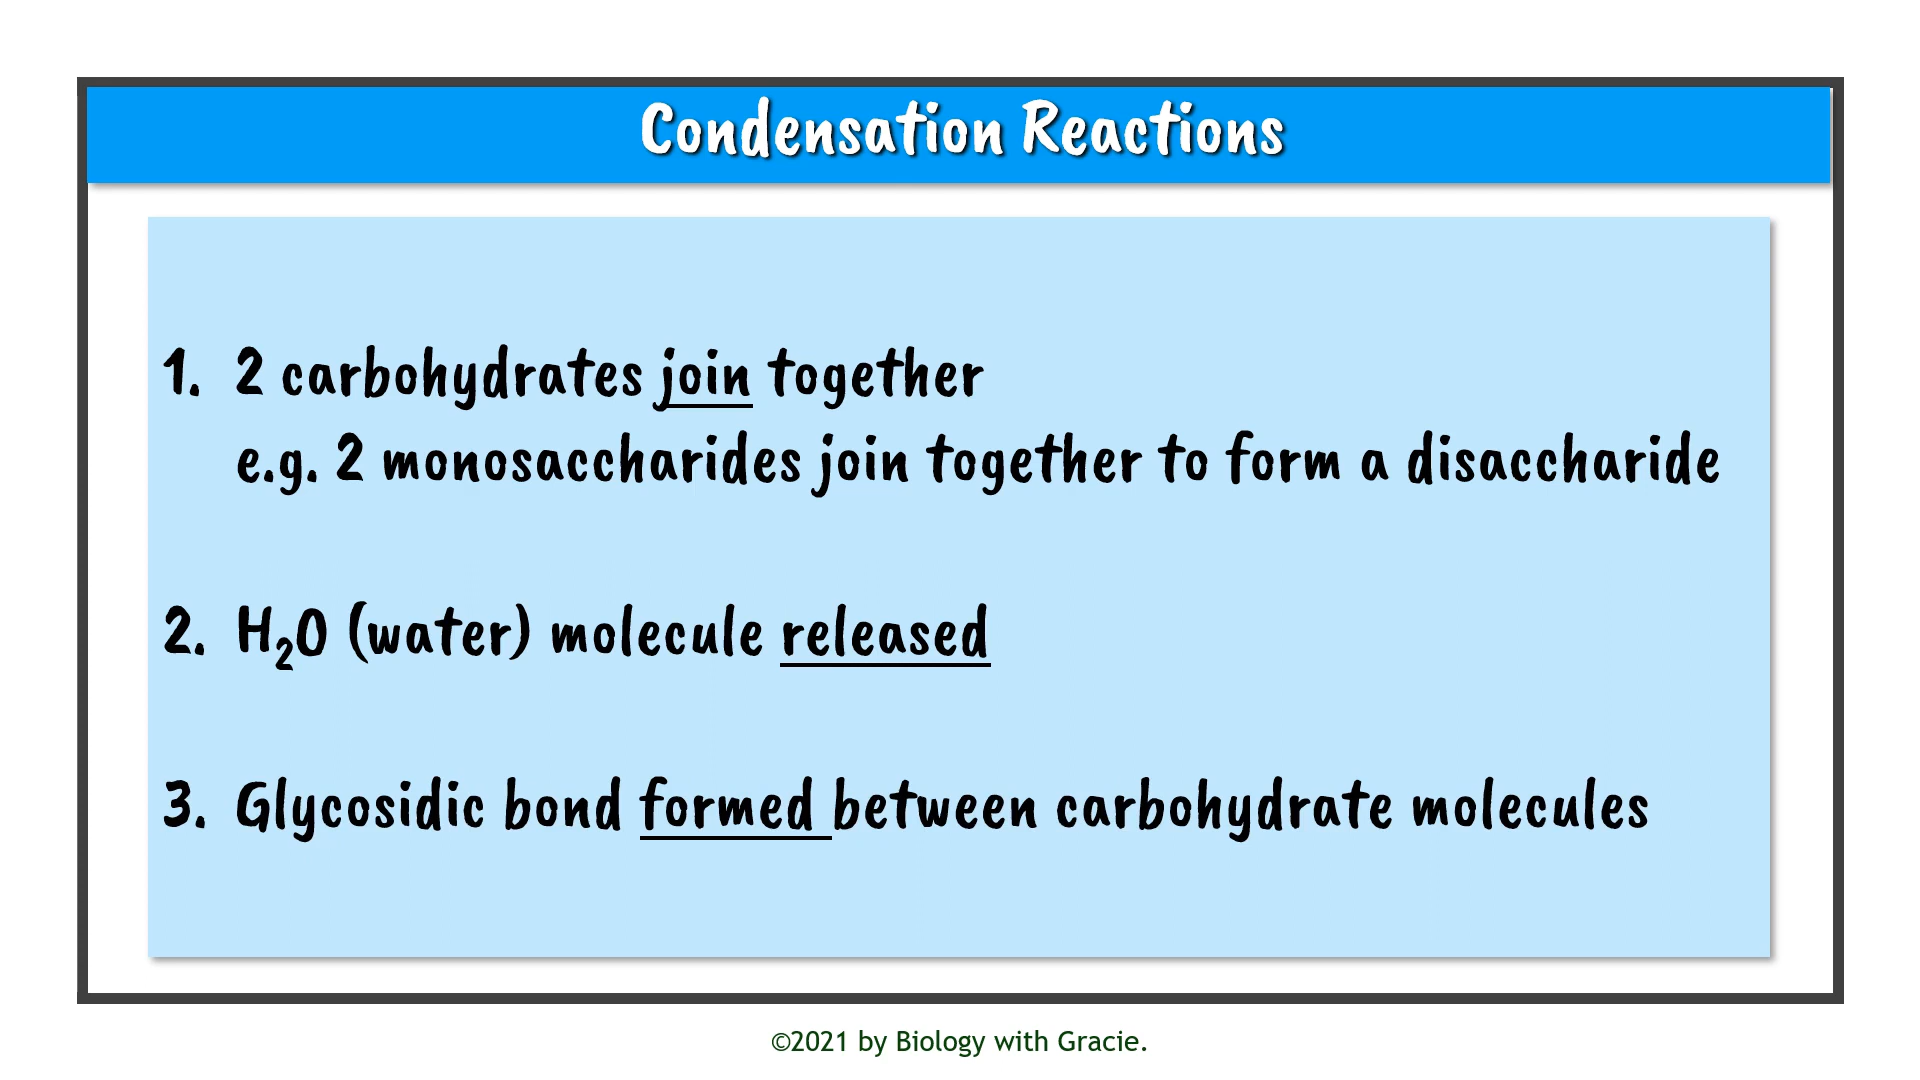 Condensation Reactions
1. 2 carbohydrates join together
e.g. 2 monosaccharides join together to form a disaccharide
2. H₂O (water) molecule released
3. Glycosidic bond formed between carbohydrate molecules
©2021 by Biology with Gracie.